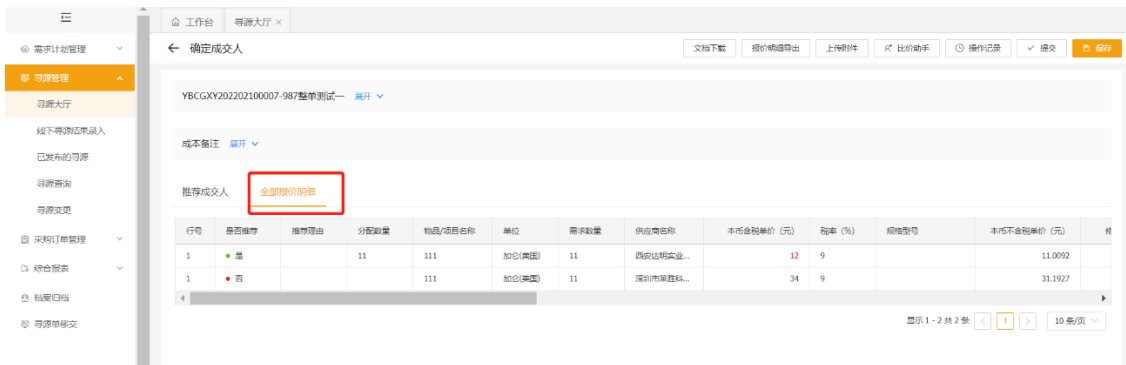 工作台 寻源大厅 ×
需求计划管理
确定成交人 文档下载 报价明细导出 上传附件 比价助手 操作记录 提交 保存
寻源管理
寻源大厅
YBCGXY202202100007-987整单测试一 展开
线下寻源结果录入
成本备注 展开
已发布的寻源
寻源查询
推荐成交人 全部报价明细
寻源变更
行号 是否推荐 推荐理由 分配数量 物品/项目名称 单位 需求数量 供应商名称 本币含税单价(元) 税率(%) 规格型号 本币不含税单价(元)
采购订单管理
1 是 11 111 加仑(美国) 11 西安达明实业... 12 9 11.0092
综合报表
1 否 111 加仑(英国) 11 深圳市莱胜科... 34 9 31.1927
档案归档
寻源单移交
显示 1 - 2 共 2 条 < 1 > 10 条/页